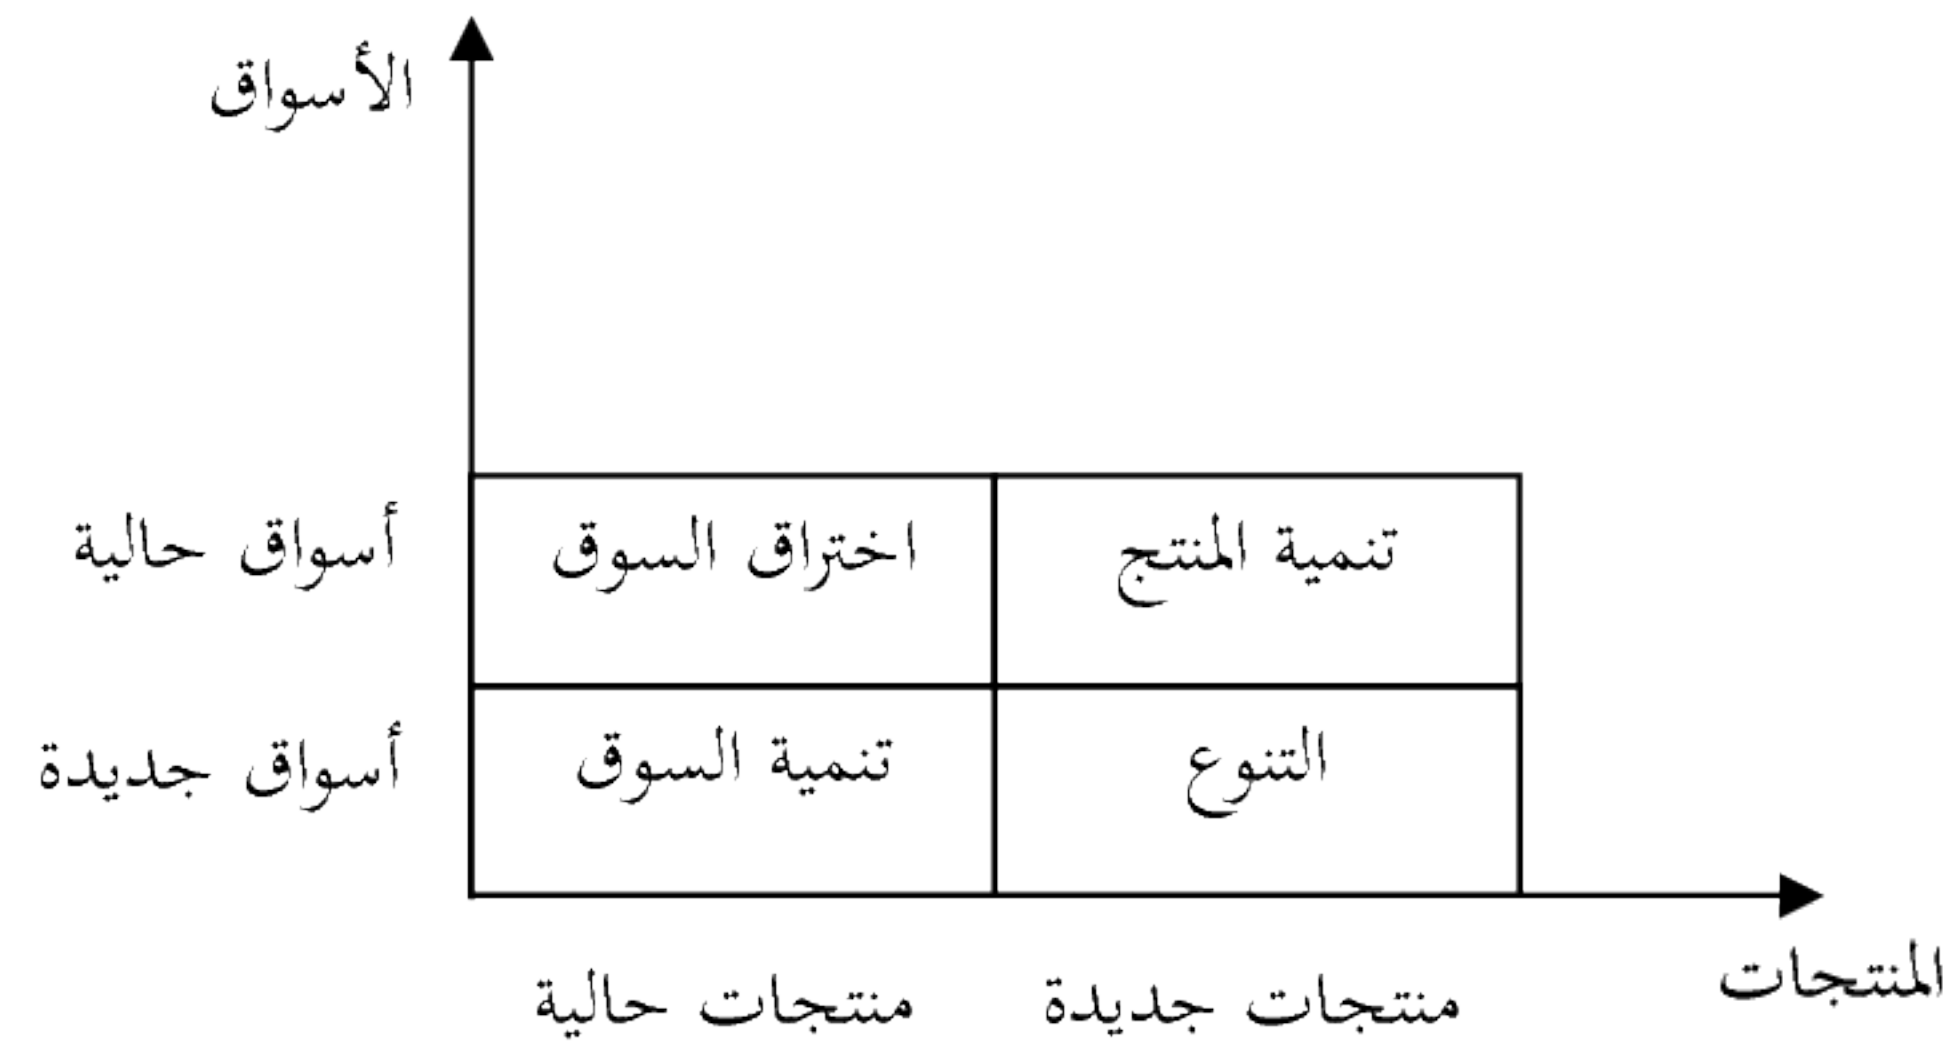 الأسواق
أسواق حالية
اختراق السوق
تنمية المنتج
أسواق جديدة
تنمية السوق
التنوع
منتجات حالية
منتجات جديدة
المنتجات